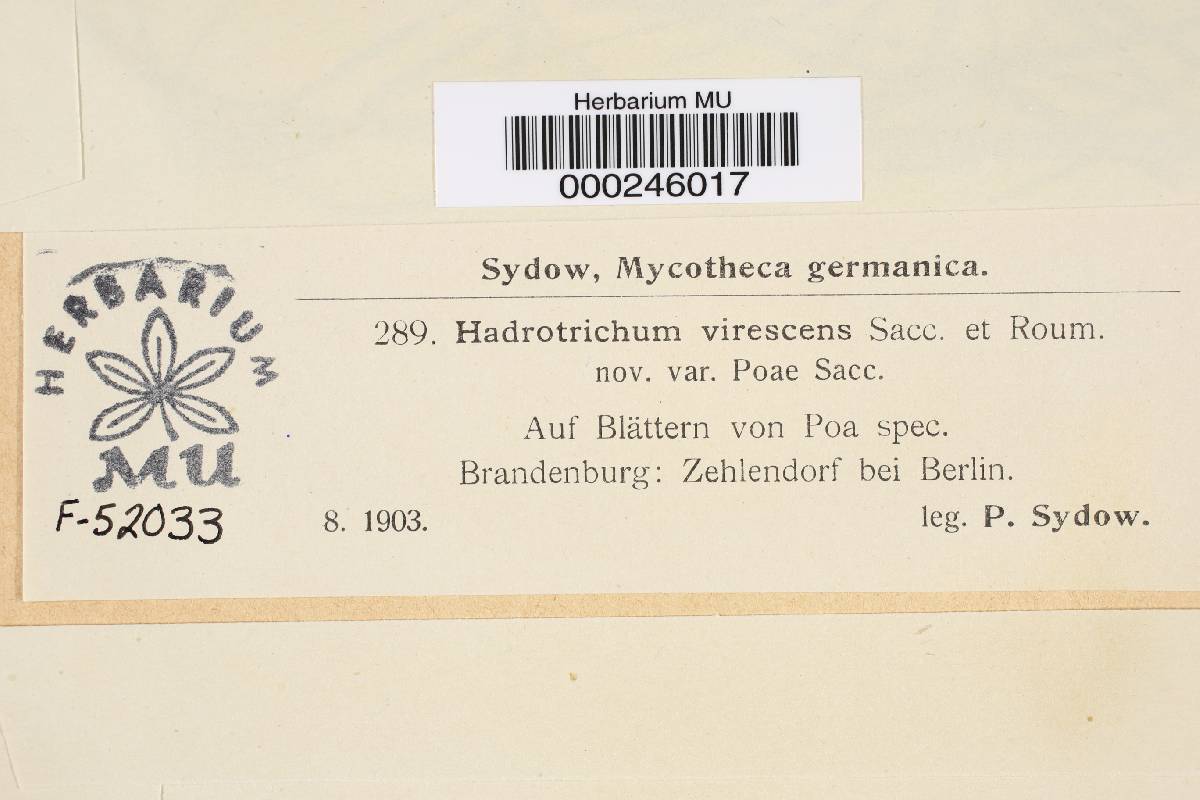 Herbarium MU
000246017
Sydow, Mycotheca germanica.
289. Hadrotrichum virescens Sacc. et Roum.
nov. var. Poae Sacc.
Auf Blättern von Poa spec.
Brandenburg: Zehlendorf bei Berlin.
8. 1903. leg. P. Sydow.
HERBARIUM
MU
F-52033